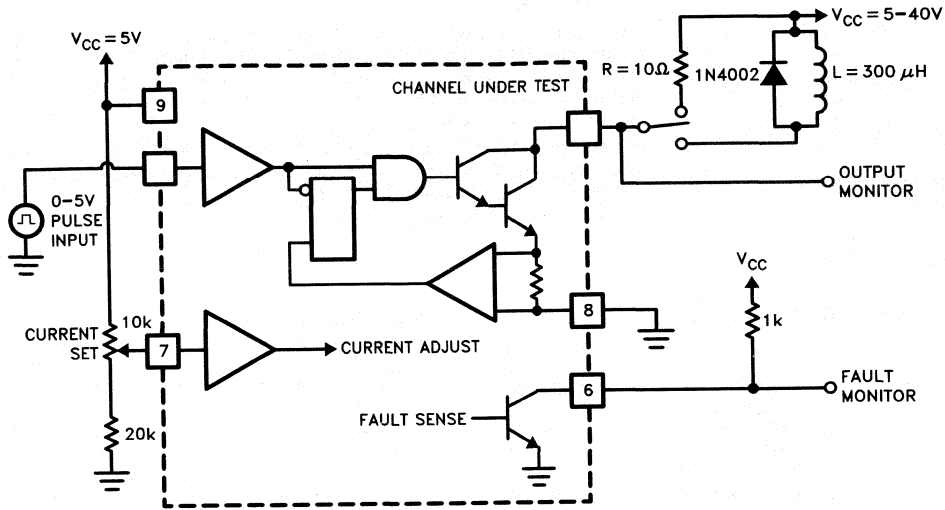 V_CC = 5–40V
V_CC = 5V
R = 10Ω
1N4002
L = 300 µH
CHANNEL UNDER TEST
9
0–5V
PULSE
INPUT
OUTPUT
MONITOR
V_CC
8
10k
1k
CURRENT
SET
7
CURRENT ADJUST
6
FAULT
MONITOR
FAULT SENSE
20k